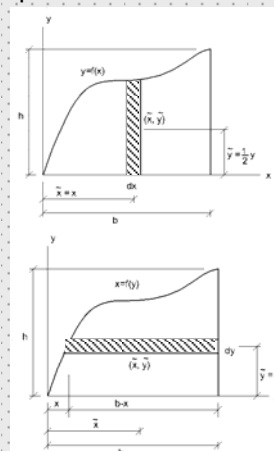 y
y=f(x)
h
(x̃, ỹ)
ỹ = 1/2 y
x
x̃ = x
dx
b
y
x=f(y)
h
dy
(x̃, ỹ)
ỹ =
x
b-x
x̃